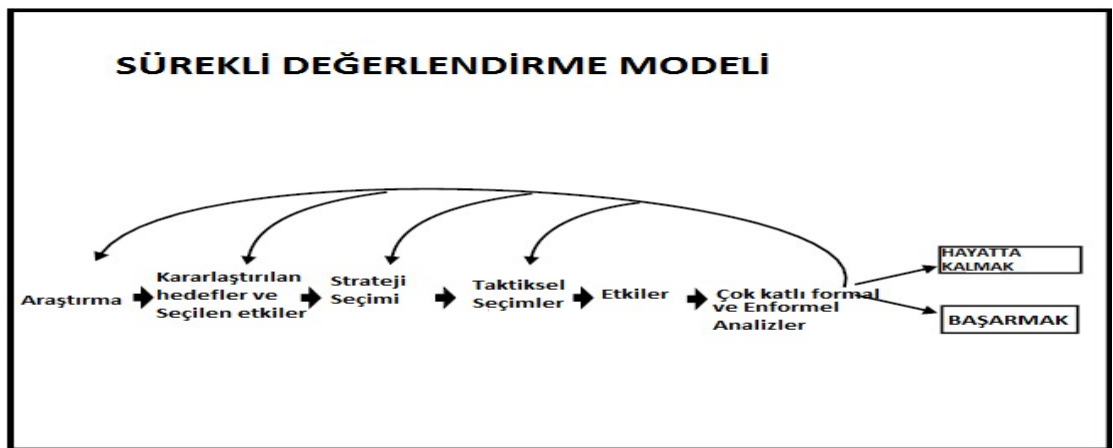 SÜREKLİ DEĞERLENDİRME MODELİ
Araştırma
Kararlaştırılan
hedefler ve
Seçilen etkiler
Strateji
Seçimi
Taktiksel
Seçimler
Etkiler
Çok katlı formal
ve Enformel
Analizler
HAYATTA
KALMAK
BAŞARMAK